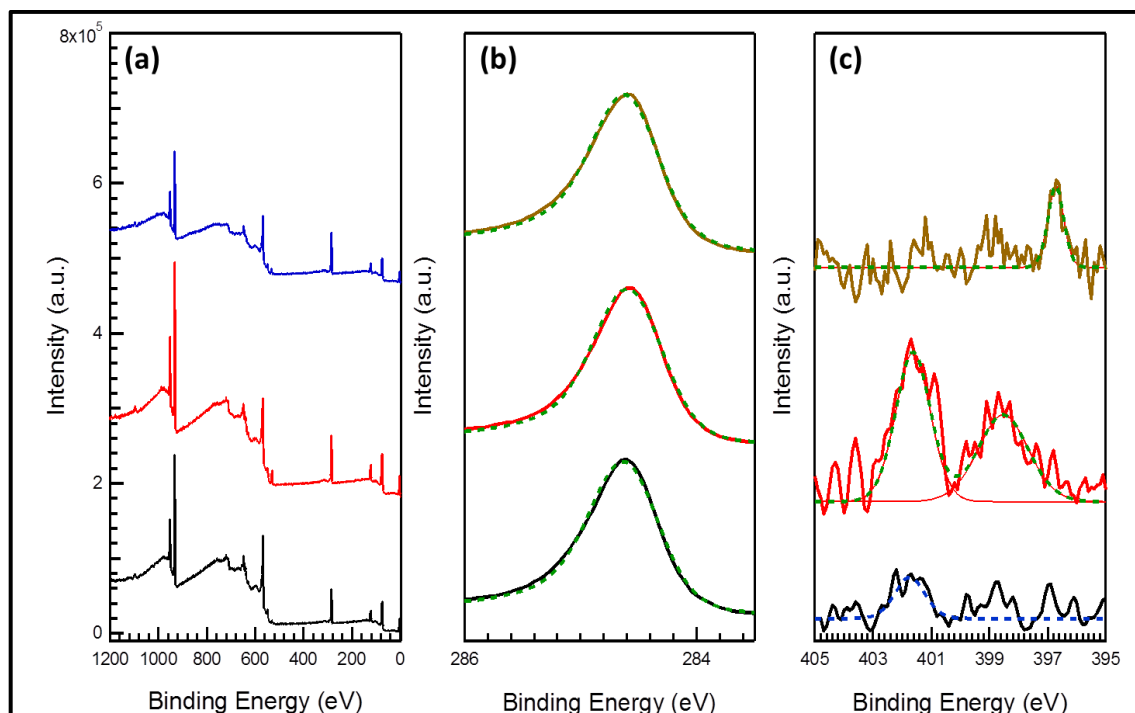 8x10⁵
(a)
(b)
(c)
6
4
2
0
Intensity (a.u.)
Intensity (a.u.)
Intensity (a.u.)
1200 1000 800 600 400 200 0
286 284
405 403 401 399 397 395
Binding Energy (eV)
Binding Energy (eV)
Binding Energy (eV)